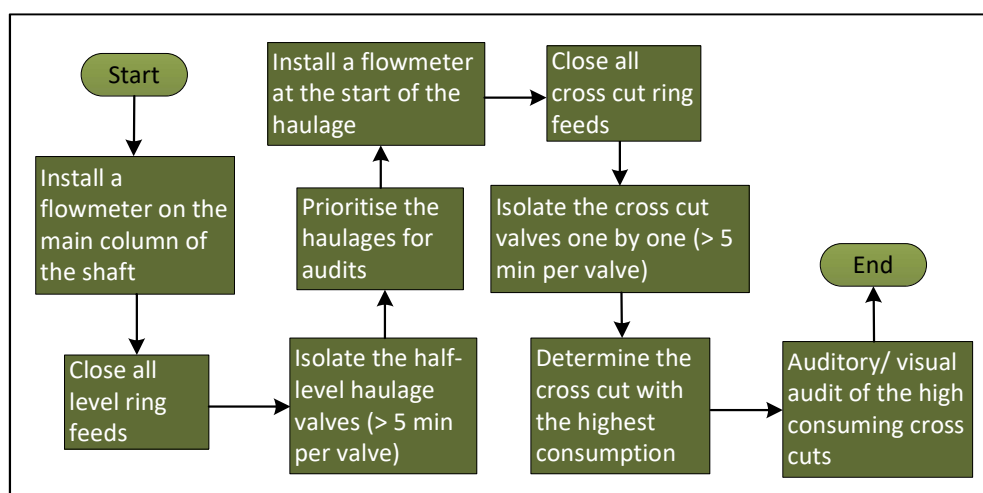 Start
Install a
flowmeter on the
main column of
the shaft
Close all
level ring
feeds
Isolate the half-
level haulage
valves (> 5 min
per valve)
Prioritise the
haulages for
audits
Install a flowmeter
at the start of the
haulage
Close all
cross cut ring
feeds
Isolate the cross cut
valves one by one (> 5
min per valve)
Determine the
cross cut with
the highest
consumption
Auditory/ visual
audit of the high
consuming cross
cuts
End